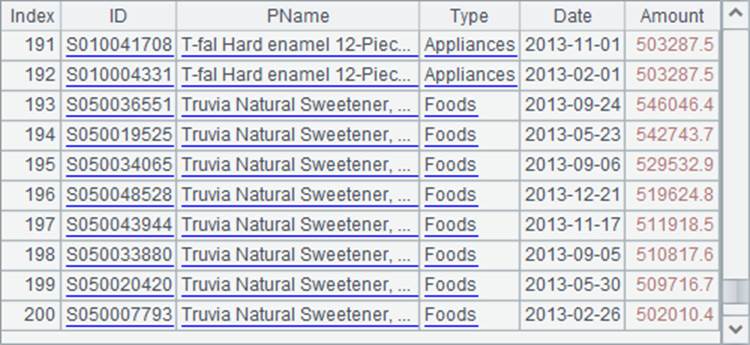 Index ID PName Type Date Amount
191 S010041708 T-fal Hard enamel 12-Piec... Appliances 2013-11-01 503287.5
192 S010004331 T-fal Hard enamel 12-Piec... Appliances 2013-02-01 503287.5
193 S050036551 Truvia Natural Sweetener, ... Foods 2013-09-24 546046.4
194 S050019525 Truvia Natural Sweetener, ... Foods 2013-05-23 542743.7
195 S050034065 Truvia Natural Sweetener, ... Foods 2013-09-06 529532.9
196 S050048528 Truvia Natural Sweetener, ... Foods 2013-12-21 519624.8
197 S050043944 Truvia Natural Sweetener, ... Foods 2013-11-17 511918.5
198 S050033880 Truvia Natural Sweetener, ... Foods 2013-09-05 510817.6
199 S050020420 Truvia Natural Sweetener, ... Foods 2013-05-30 509716.7
200 S050007793 Truvia Natural Sweetener, ... Foods 2013-02-26 502010.4